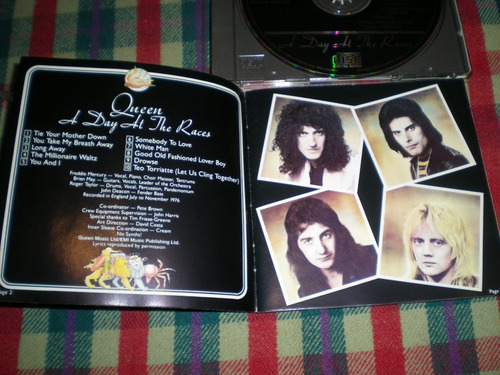 A Day At The Races
Queen
A Day At The Races
1 Tie Your Mother Down
2 You Take My Breath Away
3 Long Away
4 The Millionaire Waltz
5 You And I
6 Somebody To Love
7 White Man
8 Good Old Fashioned Lover Boy
9 Drowse
10 Teo Torriatte (Let Us Cling Together)
Freddie Mercury — Vocal, Piano, Choir Meister, Tantrums
Brian May — Guitars, Vocals, Leader of the Orchestra
Roger Taylor — Drums, Vocal, Percussion, Pandemonium
John Deacon — Fender Bass
Recorded in England July to November 1976
Co-ordinator — Pete Brown
Crew Equipment Supervision — John Harris
Special thanks to Tim Friese-Greene
Art Direction — David Costa
Inner Sleeve Co-ordination — Cream
No Synths!
Queen Music Ltd/EMI Music Publishing Ltd.
Lyrics reproduced by permission
Page 2
Page